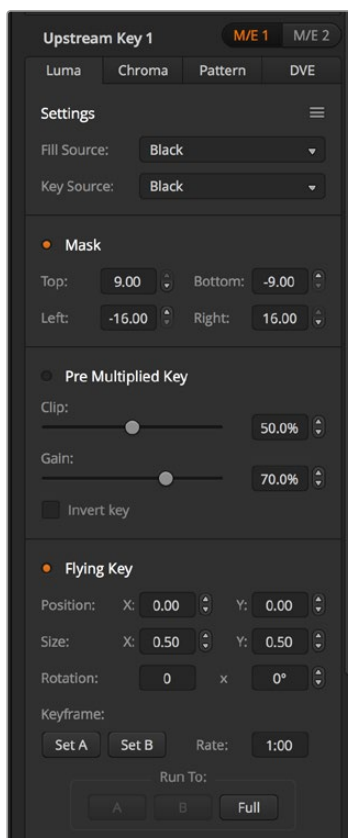 Upstream Key 1 M/E 1 M/E 2
Luma Chroma Pattern DVE
Settings
Fill Source: Black
Key Source: Black
Mask
Top: 9.00 Bottom: -9.00
Left: -16.00 Right: 16.00
Pre Multiplied Key
Clip:
50.0%
Gain:
70.0%
Invert key
Flying Key
Position: X: 0.00 Y: 0.00
Size: X: 0.50 Y: 0.50
Rotation: 0 x 0°
Keyframe:
Set A Set B Rate: 1:00
Run To:
A B Full